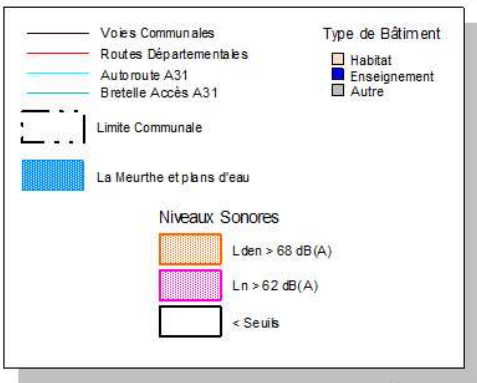 Voies Communales
Routes Départementales
Autoroute A31
Bretelle Accès A31
Limite Communale
La Meurthe et plans d'eau
Type de Bâtiment
Habitat
Enseignement
Autre
Niveaux Sonores
Lden > 68 dB(A)
Ln > 62 dB(A)
< Seuils